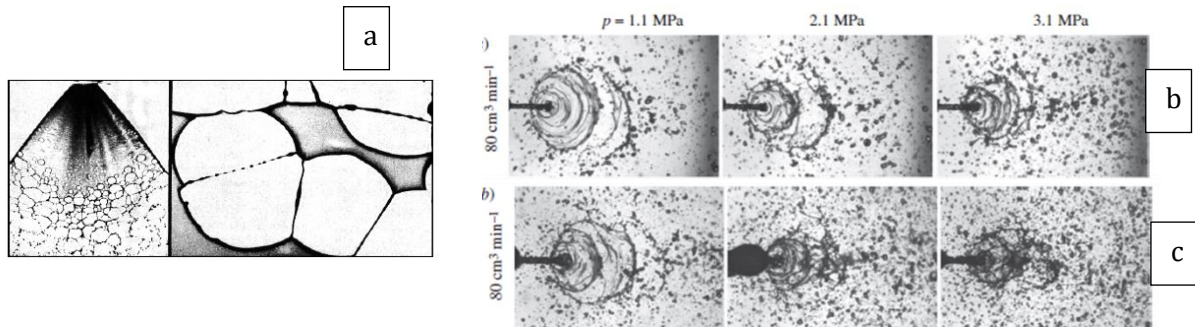 a
p = 1.1 MPa
2.1 MPa
3.1 MPa
)
80 cm³ min⁻¹
b
b)
80 cm³ min⁻¹
c